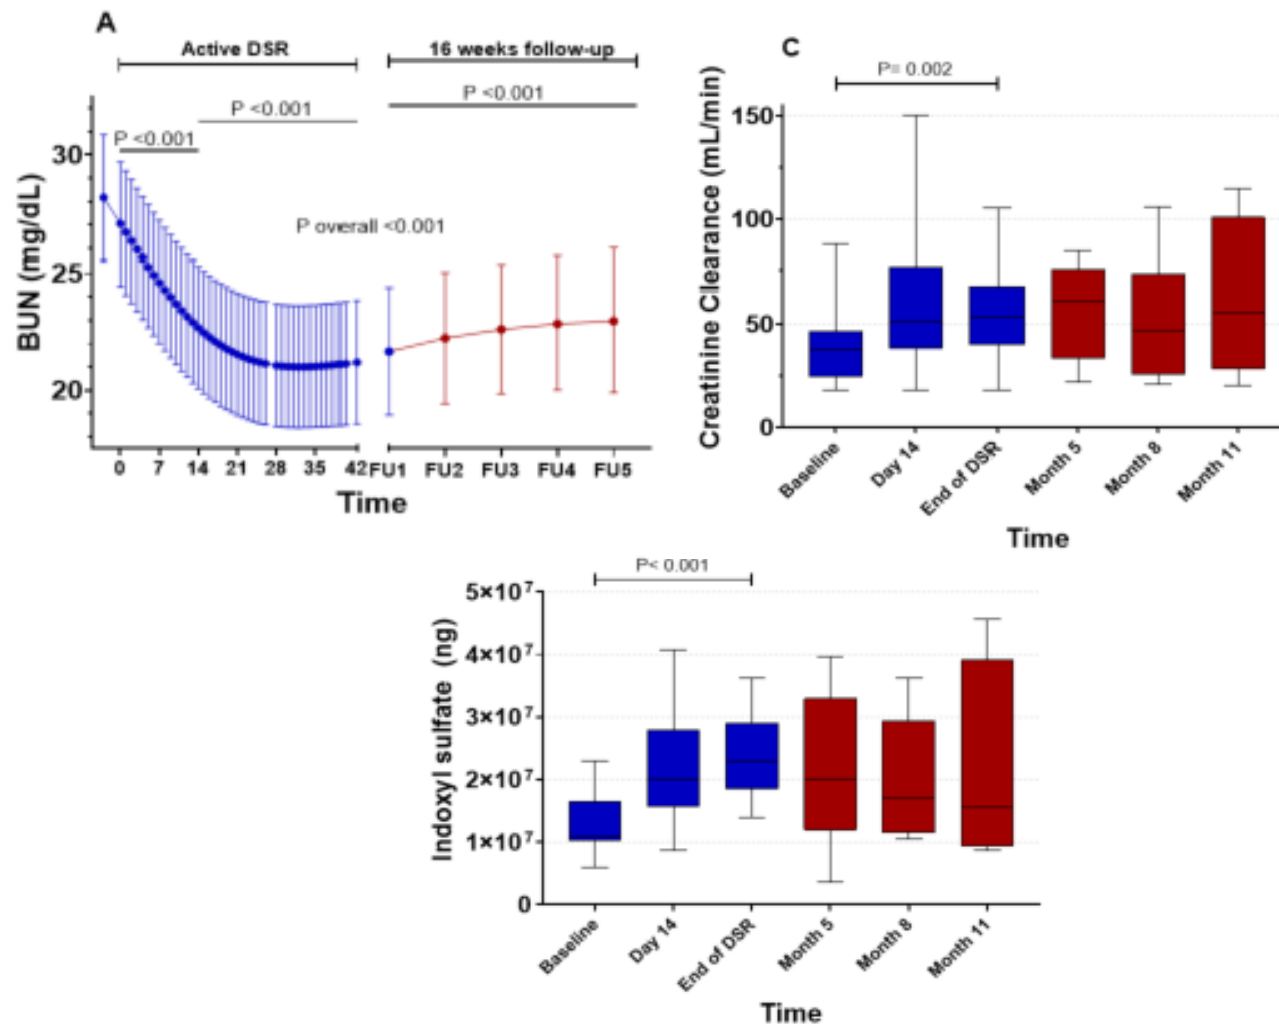 A
Active DSR
16 weeks follow-up
P <0.001
P <0.001
P <0.001
P overall <0.001
BUN (mg/dL)
30
25
20
0 7 14 21 28 35 42 FU1 FU2 FU3 FU4 FU5
Time
C
P= 0.002
Creatinine Clearance (mL/min)
150
100
50
0
Baseline
Day 14
End of DSR
Month 5
Month 8
Month 11
Time
P< 0.001
Indoxyl sulfate (ng)
5×10⁷
4×10⁷
3×10⁷
2×10⁷
1×10⁷
0
Baseline
Day 14
End of DSR
Month 5
Month 8
Month 11
Time